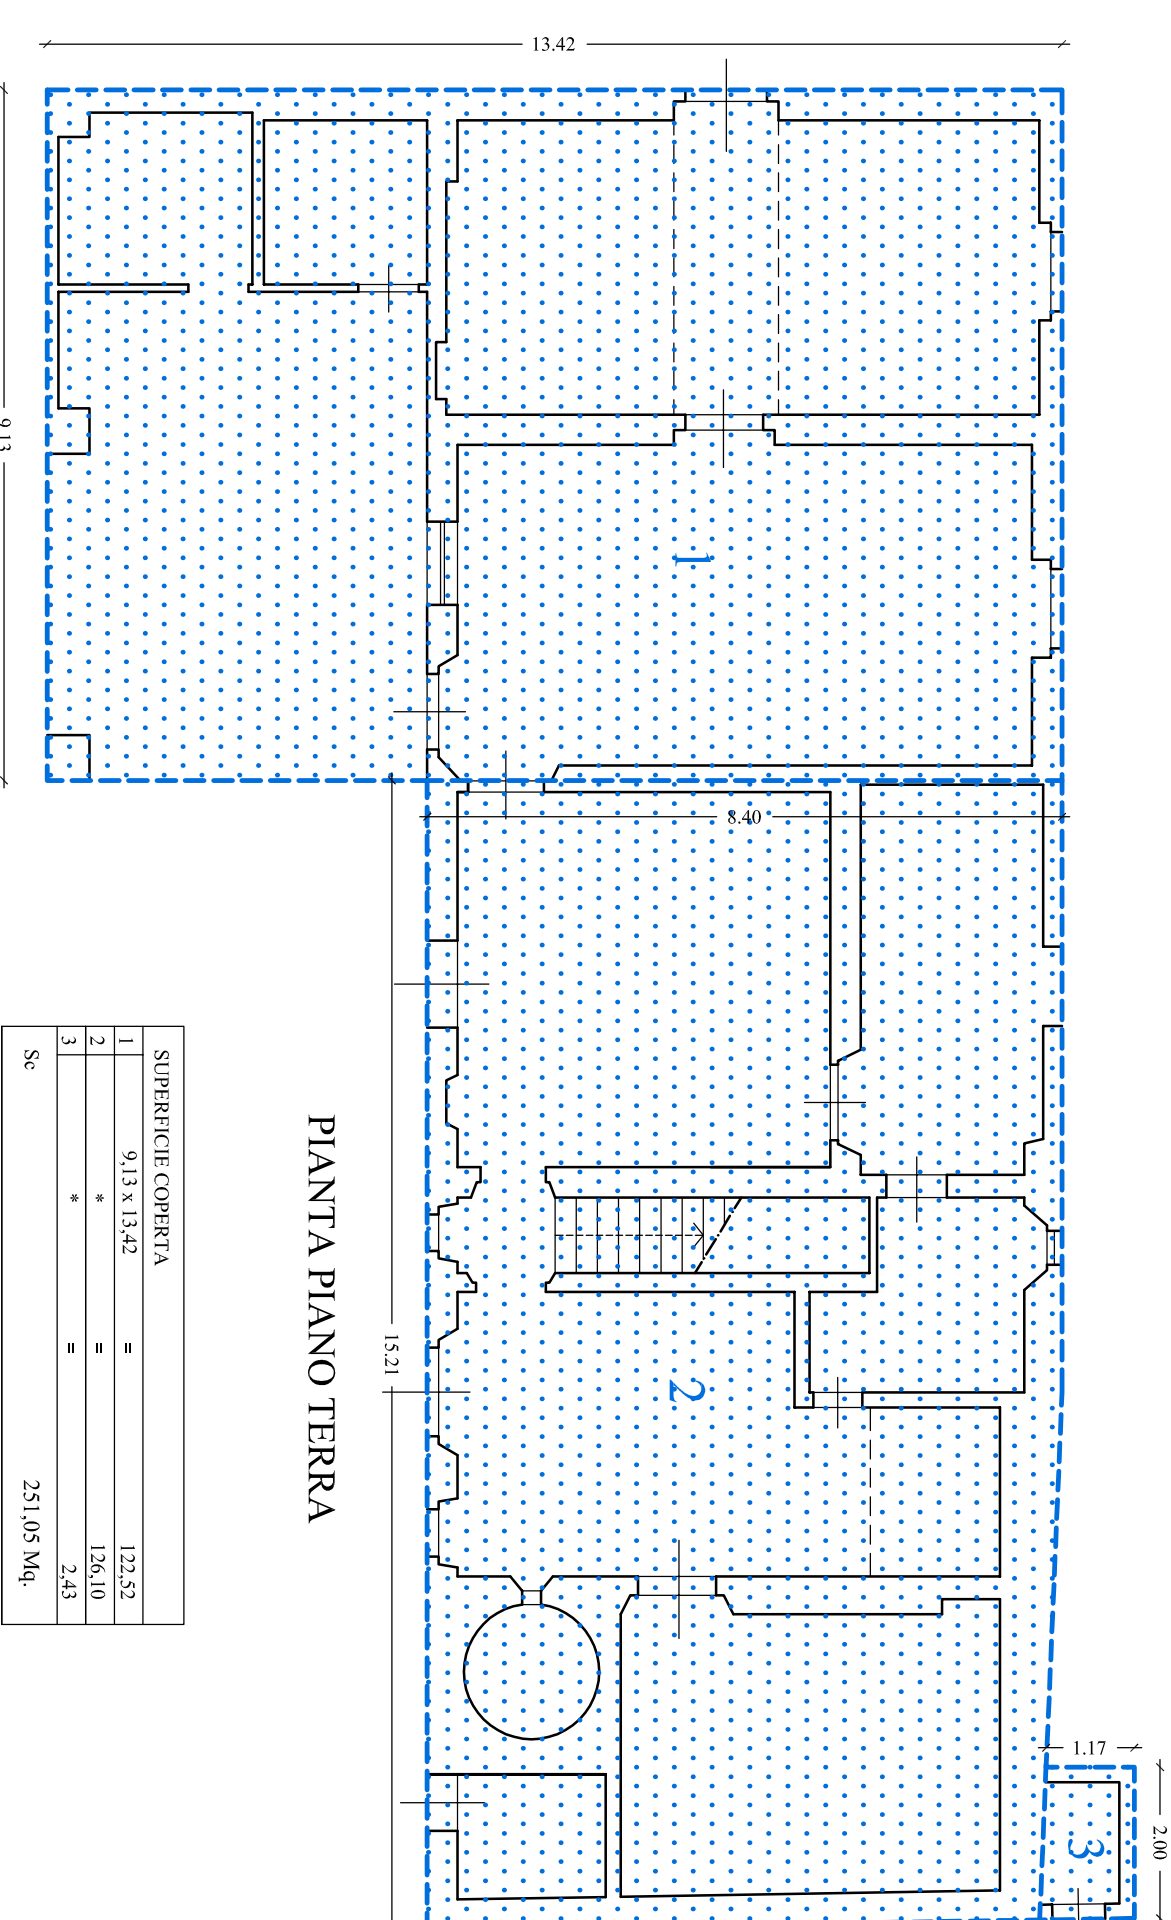 13.42
9.13
1
8.40
15.21
2
1.17
2.00
3
PIANTA PIANO TERRA
SUPERFICIE COPERTA
1 9,13 x 13,42 = 122,52
2 * = 126,10
3 * = 2,43
Sc 251,05 Mq.